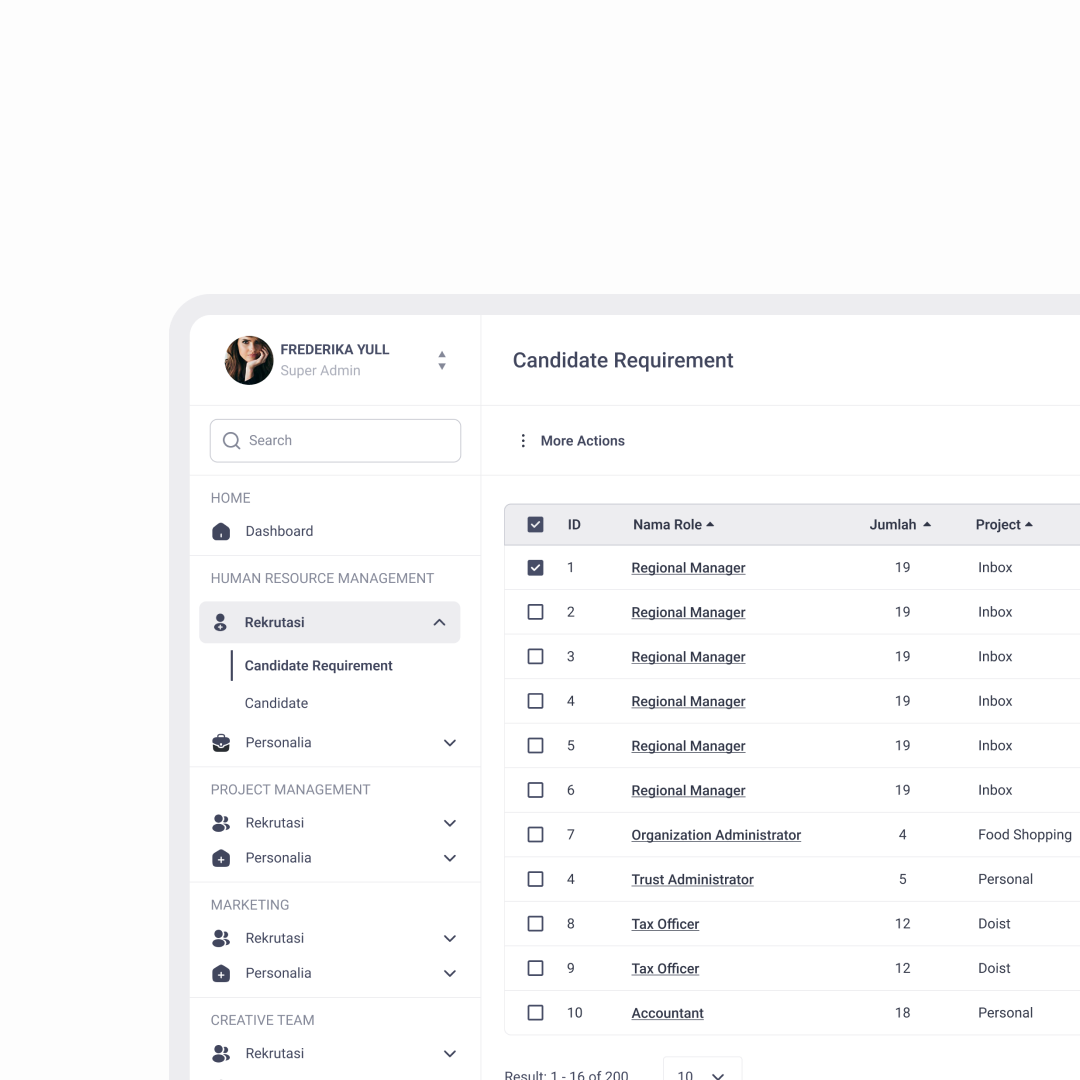 FREDERIKA YULL
Super Admin
Search
HOME
Dashboard
HUMAN RESOURCE MANAGEMENT
Rekrutasi
Candidate Requirement
Candidate
Personalia
PROJECT MANAGEMENT
Rekrutasi
Personalia
MARKETING
Rekrutasi
Personalia
CREATIVE TEAM
Rekrutasi
Candidate Requirement
More Actions
ID Nama Role Jumlah Project
1 Regional Manager 19 Inbox
2 Regional Manager 19 Inbox
3 Regional Manager 19 Inbox
4 Regional Manager 19 Inbox
5 Regional Manager 19 Inbox
6 Regional Manager 19 Inbox
7 Organization Administrator 4 Food Shopping
4 Trust Administrator 5 Personal
8 Tax Officer 12 Doist
9 Tax Officer 12 Doist
10 Accountant 18 Personal
Result: 1 - 16 of 200 10